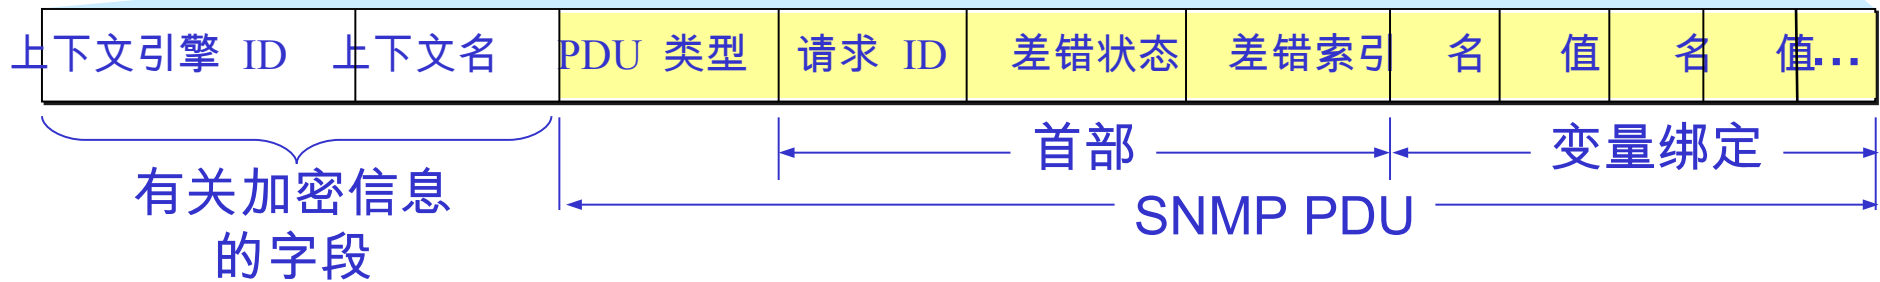 上下文引擎 ID 上下文名 PDU 类型 请求 ID 差错状态 差错索引 名 值 名 值…
首部 变量绑定
有关加密信息
的字段
SNMP PDU